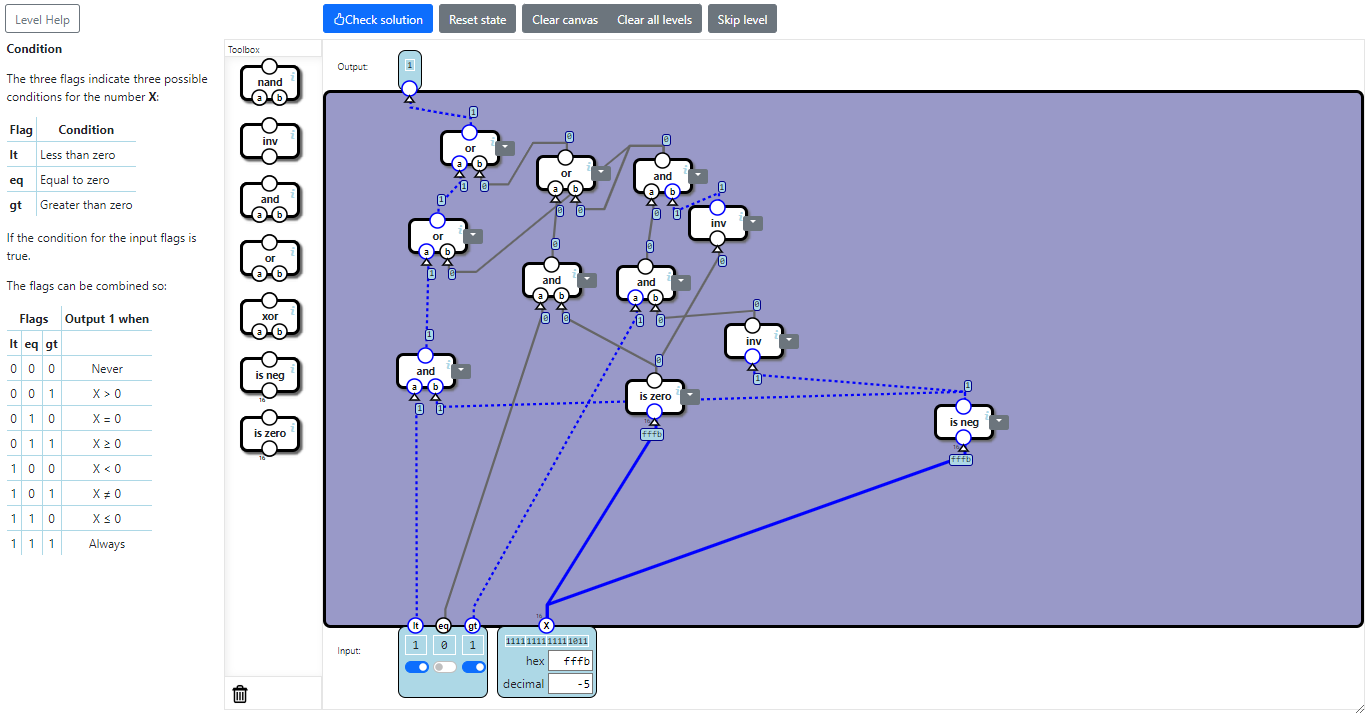 Level Help
Check solution
Reset state
Clear canvas
Clear all levels
Skip level
Condition
The three flags indicate three possible
conditions for the number X:
Flag Condition
lt Less than zero
eq Equal to zero
gt Greater than zero
If the condition for the input flags is
true.
The flags can be combined so:
Flags Output 1 when
lt eq gt
0 0 0 Never
0 0 1 X > 0
0 1 0 X = 0
0 1 1 X ≥ 0
1 0 0 X < 0
1 0 1 X ≠ 0
1 1 0 X ≤ 0
1 1 1 Always
Toolbox
nand
a b
inv
and
a b
or
a b
xor
a b
is neg
16
is zero
16
Output:
1
1
or
a b
1 0
0
or
a b
0 0
0
and
a b
0 1
1
inv
0
1
or
a b
1 0
0
and
a b
0 0
0
and
a b
1 0
0
inv
1
1
and
a b
1 1
0
is zero
16
fffb
1
is neg
16
fffb
Input:
lt eq gt
1 0 1
16
X
1111 1111 1111 1011
hex fffb
decimal -5